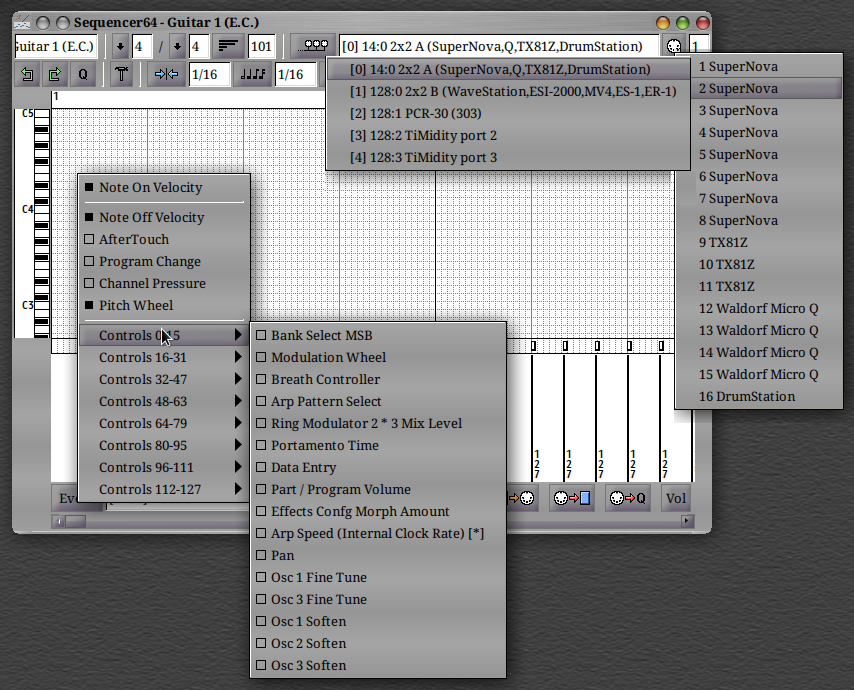 Sequencer64 - Guitar 1 (E.C.)
Guitar 1 (E.C.) 4 / 4 101 [0] 14:0 2x2 A (SuperNova,Q,TX81Z,DrumStation) 1
Q 1/16 1/16
1
C5
C4
C3
[0] 14:0 2x2 A (SuperNova,Q,TX81Z,DrumStation)
[1] 128:0 2x2 B (WaveStation,ESI-2000,MV4,ES-1,ER-1)
[2] 128:1 PCR-30 (303)
[3] 128:2 TiMidity port 2
[4] 128:3 TiMidity port 3
1 SuperNova
2 SuperNova
3 SuperNova
4 SuperNova
5 SuperNova
6 SuperNova
7 SuperNova
8 SuperNova
9 TX81Z
10 TX81Z
11 TX81Z
12 Waldorf Micro Q
13 Waldorf Micro Q
14 Waldorf Micro Q
15 Waldorf Micro Q
16 DrumStation
Note On Velocity
Note Off Velocity
AfterTouch
Program Change
Channel Pressure
Pitch Wheel
Controls 0-15
Controls 16-31
Controls 32-47
Controls 48-63
Controls 64-79
Controls 80-95
Controls 96-111
Controls 112-127
Bank Select MSB
Modulation Wheel
Breath Controller
Arp Pattern Select
Ring Modulator 2 * 3 Mix Level
Portamento Time
Data Entry
Part / Program Volume
Effects Confg Morph Amount
Arp Speed (Internal Clock Rate) [*]
Pan
Osc 1 Fine Tune
Osc 3 Fine Tune
Osc 1 Soften
Osc 2 Soften
Osc 3 Soften
127 127 127 127 127
Q Vol